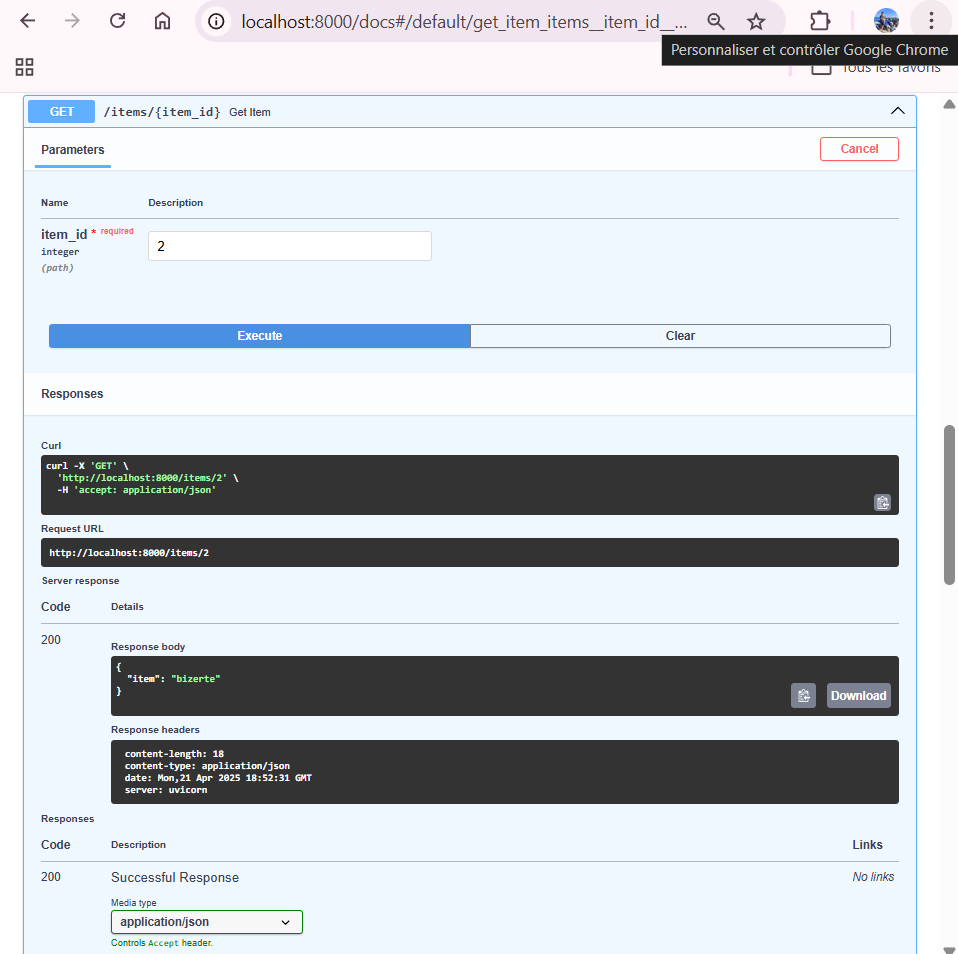 localhost:8000/docs#/default/get_item_items__item_id__...
Personnaliser et contrôler Google Chrome
Tous les favoris
GET /items/{item_id} Get Item
Parameters
Cancel
Name Description
item_id * required
integer
(path)
2
Execute Clear
Responses
Curl
curl -X 'GET' \
'http://localhost:8000/items/2' \
-H 'accept: application/json'
Request URL
http://localhost:8000/items/2
Server response
Code Details
200
Response body
{
"item": "bizerte"
}
Download
Response headers
content-length: 18
content-type: application/json
date: Mon,21 Apr 2025 18:52:31 GMT
server: uvicorn
Responses
Code Description Links
200 Successful Response No links
Media type
application/json
Controls Accept header.